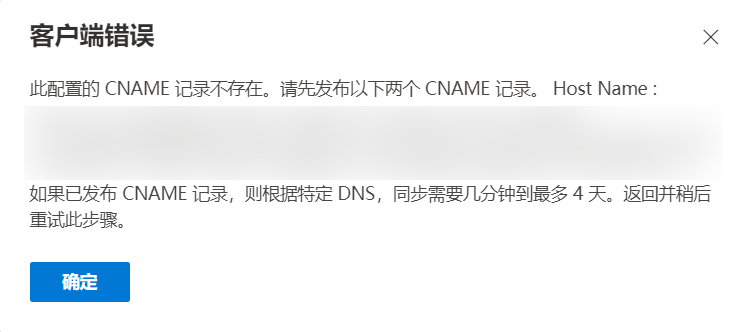 客户端错误
此配置的 CNAME 记录不存在。请先发布以下两个 CNAME 记录。 Host Name :
如果已发布 CNAME 记录，则根据特定 DNS，同步需要几分钟到最多 4 天。返回并稍后
重试此步骤。
确定